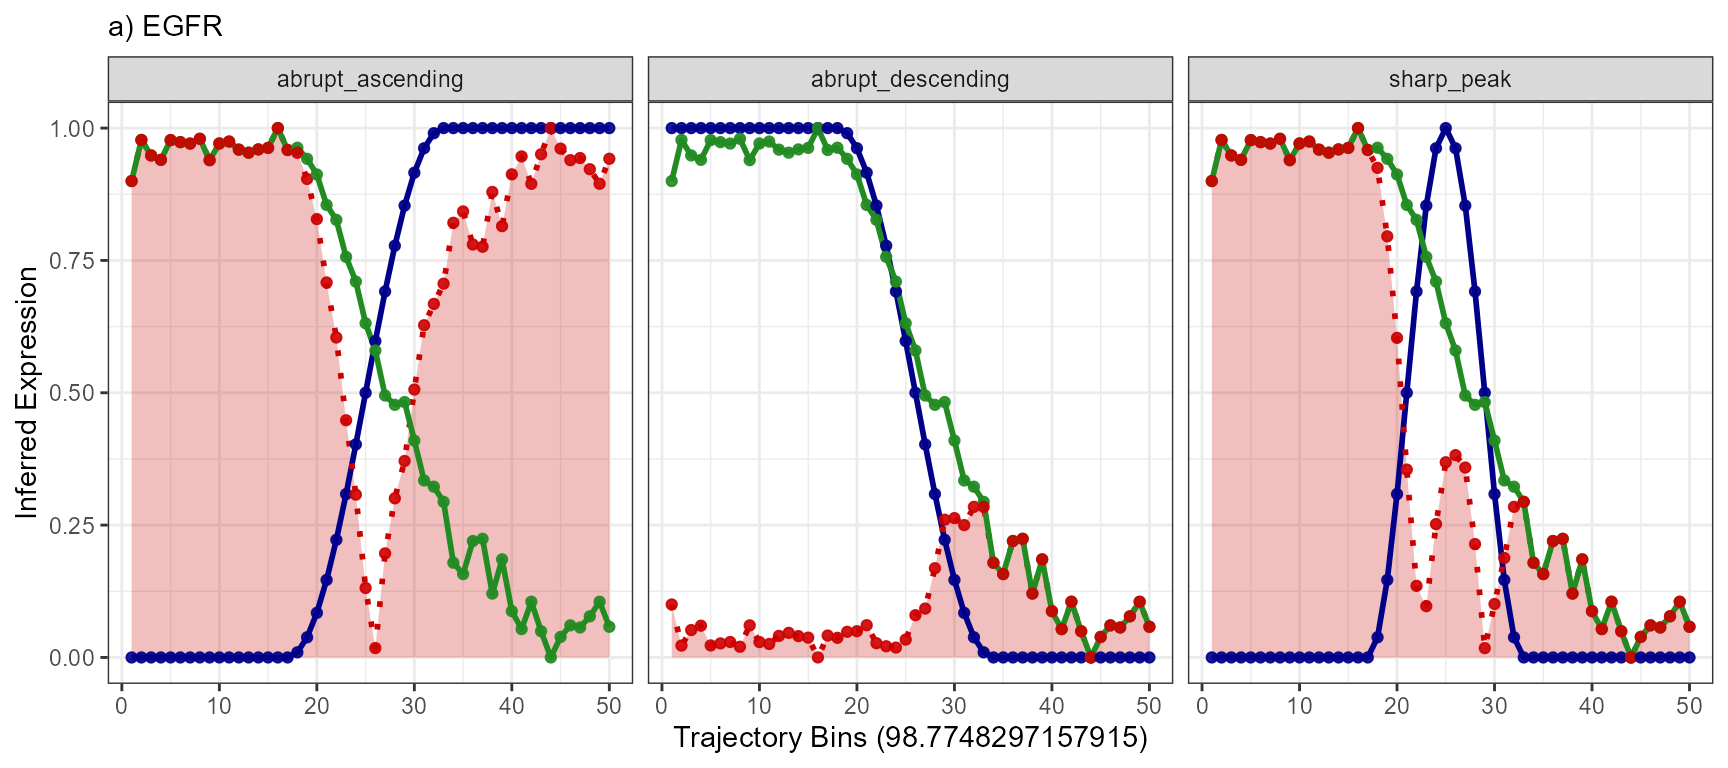 a) EGFR
abrupt_ascending abrupt_descending sharp_peak
Inferred Expression
1.00
0.75
0.50
0.25
0.00
0 10 20 30 40 50 0 10 20 30 40 50 0 10 20 30 40 50
Trajectory Bins (98.7748297157915)